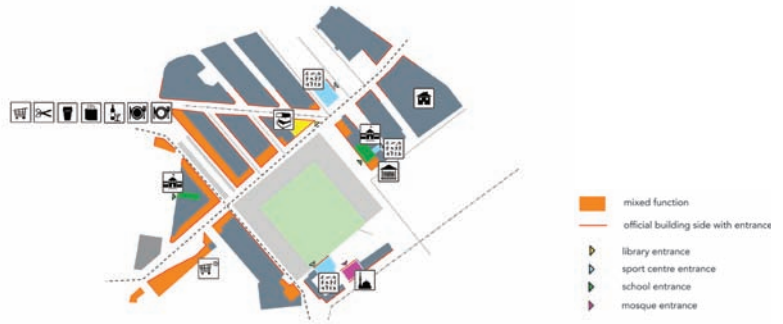 mixed function
official building side with entrance
library entrance
sport centre entrance
school entrance
mosque entrance